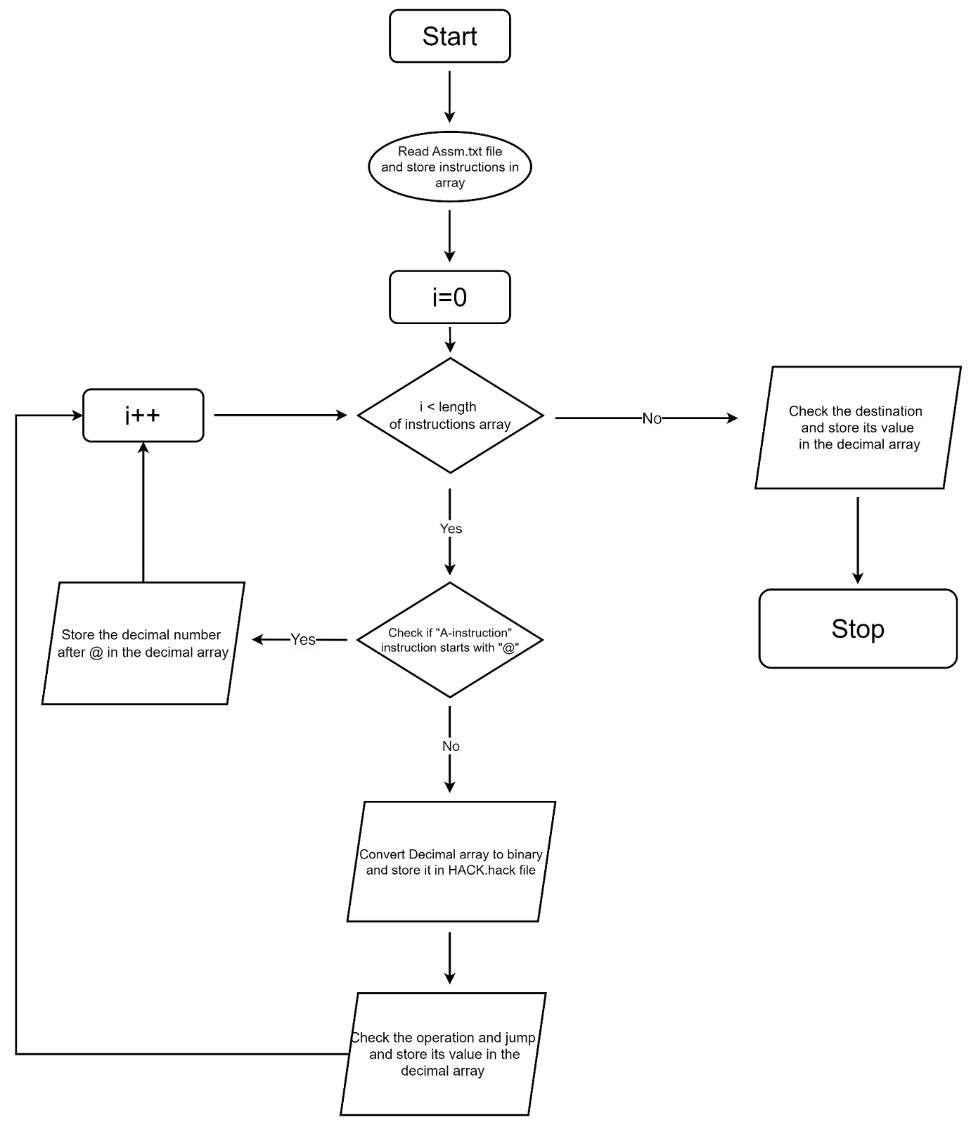 Start
Read Assm.txt file
and store instructions in
array
i=0
i++
i < length
of instructions array
No
Check the destination
and store its value
in the decimal array
Yes
Stop
Store the decimal number
after @ in the decimal array
Yes
Check if "A-instruction"
instruction starts with "@"
No
Convert Decimal array to binary
and store it in HACK.hack file
Check the operation and jump
and store its value in the
decimal array